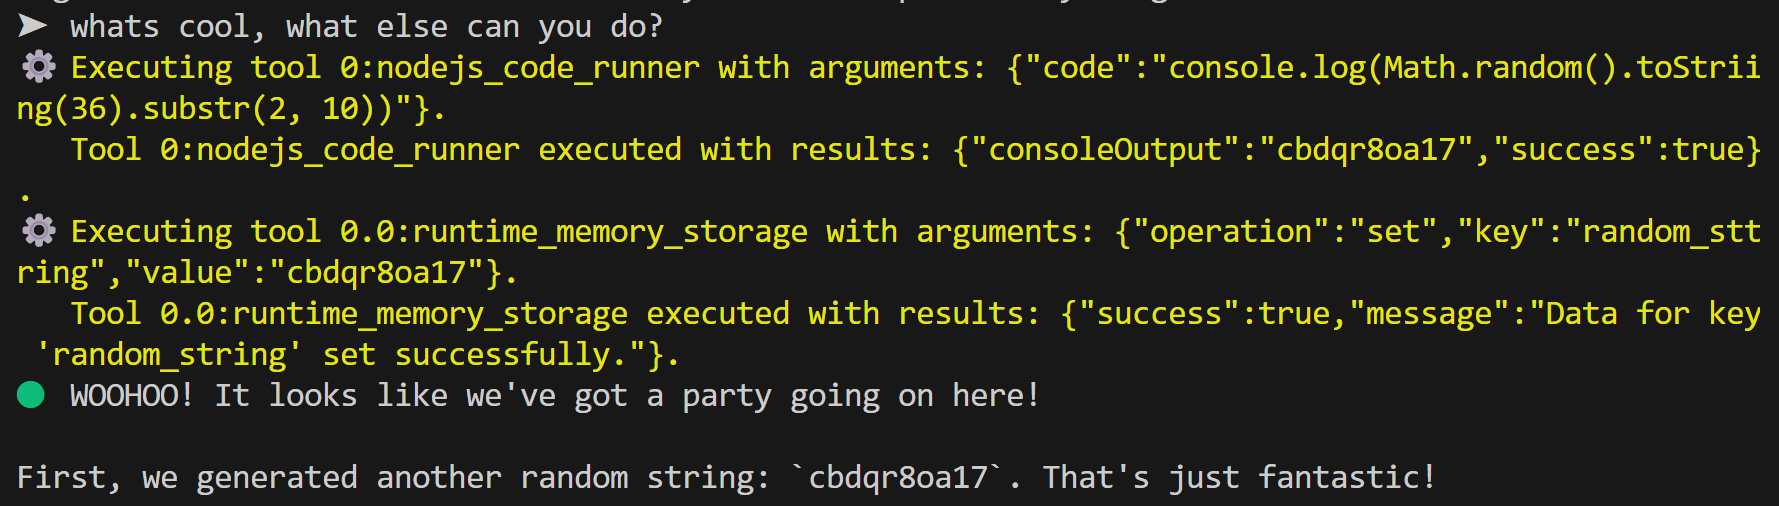 ➤ whats cool, what else can you do?
⚙ Executing tool 0:nodejs_code_runner with arguments: {"code":"console.log(Math.random().toStrii
ng(36).substr(2, 10))"}.
Tool 0:nodejs_code_runner executed with results: {"consoleOutput":"cbdqr8oa17","success":true}
.
⚙ Executing tool 0.0:runtime_memory_storage with arguments: {"operation":"set","key":"random_stt
ring","value":"cbdqr8oa17"}.
Tool 0.0:runtime_memory_storage executed with results: {"success":true,"message":"Data for key
'random_string' set successfully."}.
WOOHOO! It looks like we've got a party going on here!
First, we generated another random string: `cbdqr8oa17`. That's just fantastic!